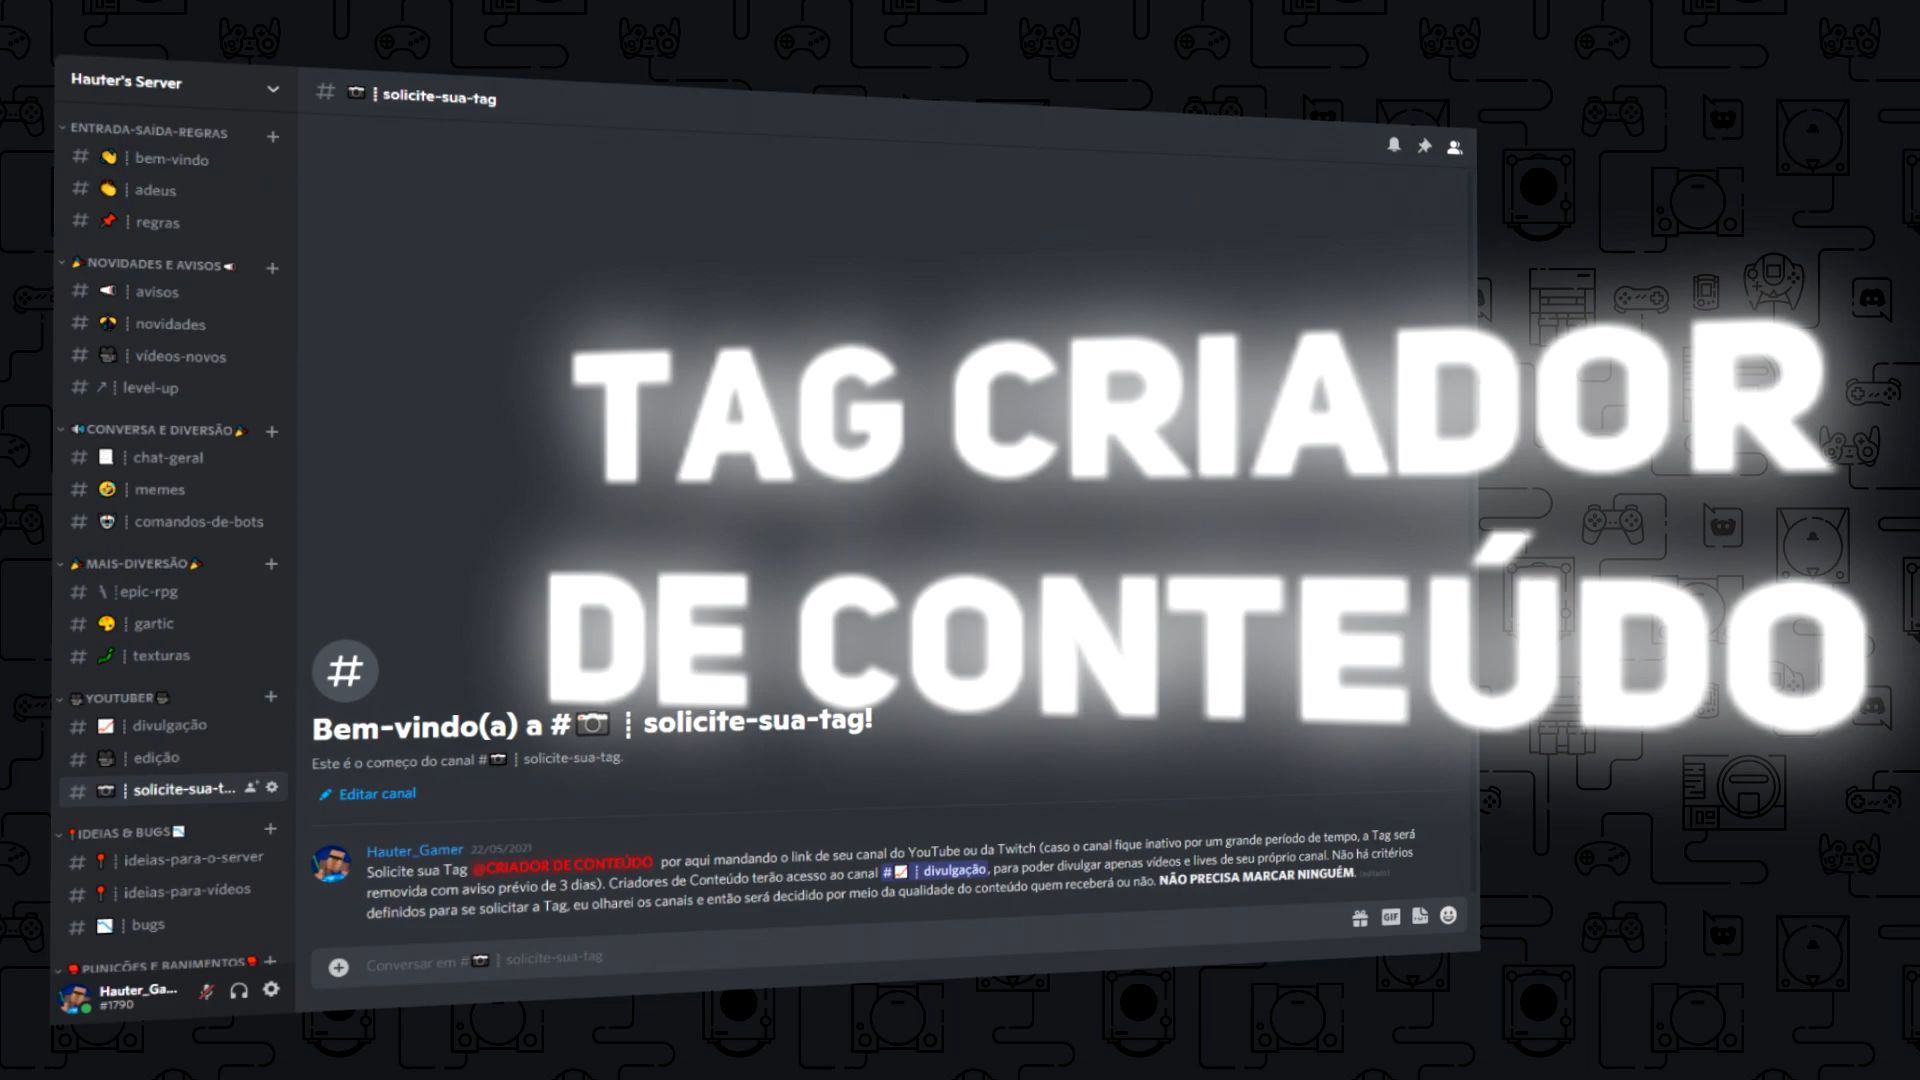 Hauter's Server
ENTRADA-SAÍDA-REGRAS
bem-vindo
adeus
regras
NOVIDADES E AVISOS
avisos
novidades
vídeos-novos
level-up
CONVERSA E DIVERSÃO
chat-geral
memes
comandos-de-bots
MAIS-DIVERSÃO
epic-rpg
gartic
texturas
YOUTUBER
divulgação
edição
solicite-sua-t...
IDEIAS & BUGS
ideias-para-o-server
ideias-para-vídeos
bugs
PUNICÕES E BANIMENTOS
Hauter_Ga...
#1790
solicite-sua-tag
TAG CRIADOR
DE CONTEÚDO
Bem-vindo(a) a # solicite-sua-tag!
Este é o começo do canal # solicite-sua-tag.
Editar canal
Hauter_Gamer 22/05/2021
Solicite sua Tag @CRIADOR DE CONTEÚDO por aqui mandando o link de seu canal do YouTube ou da Twitch (caso o canal fique inativo por um grande período de tempo, a Tag será
removida com aviso prévio de 3 dias). Criadores de Conteúdo terão acesso ao canal # divulgação, para poder divulgar apenas vídeos e lives de seu próprio canal. Não há critérios
definidos para se solicitar a Tag, eu olharei os canais e então será decidido por meio da qualidade do conteúdo quem receberá ou não. NÃO PRECISA MARCAR NINGUÉM. (editado)
Conversar em # solicite-sua-tag
GIF